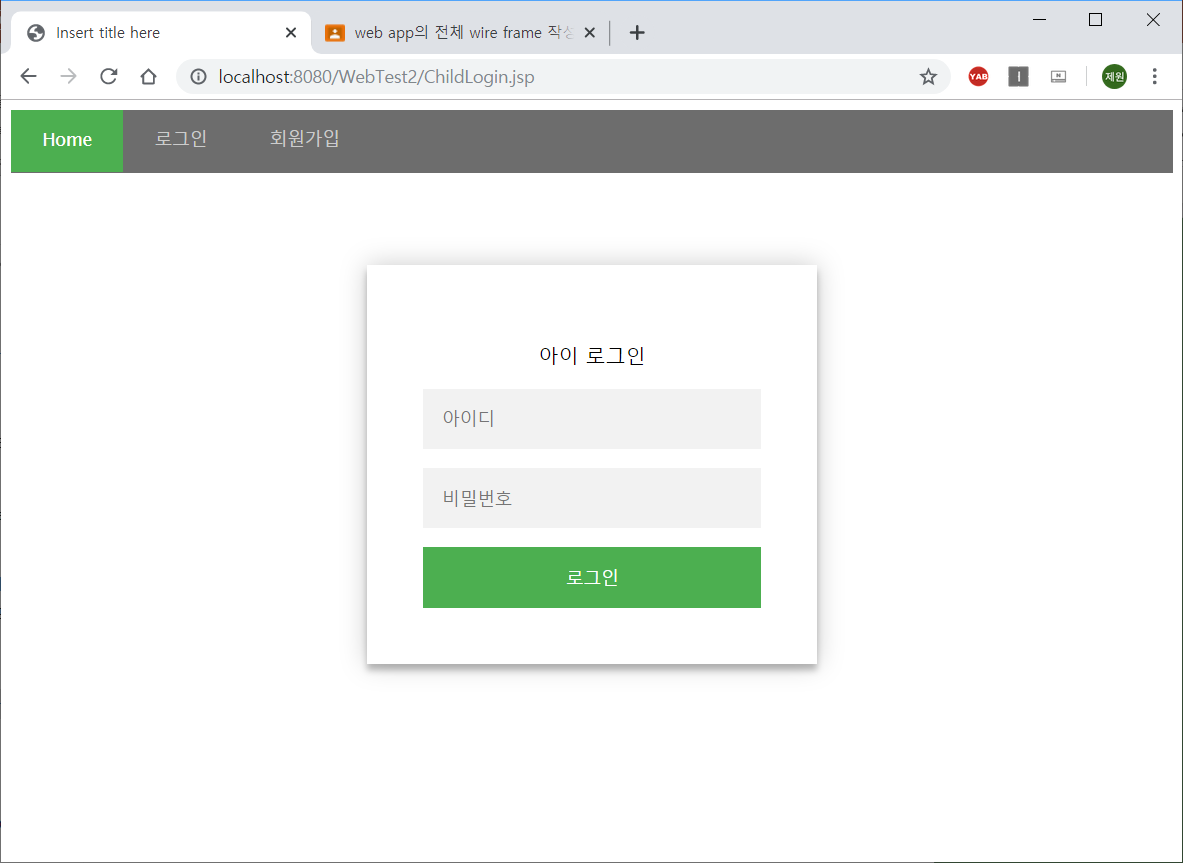 Insert title here
web app의 전체 wire frame 작성
localhost:8080/WebTest2/ChildLogin.jsp
YAB
I
제원
Home
로그인
회원가입
아이 로그인
아이디
비밀번호
로그인